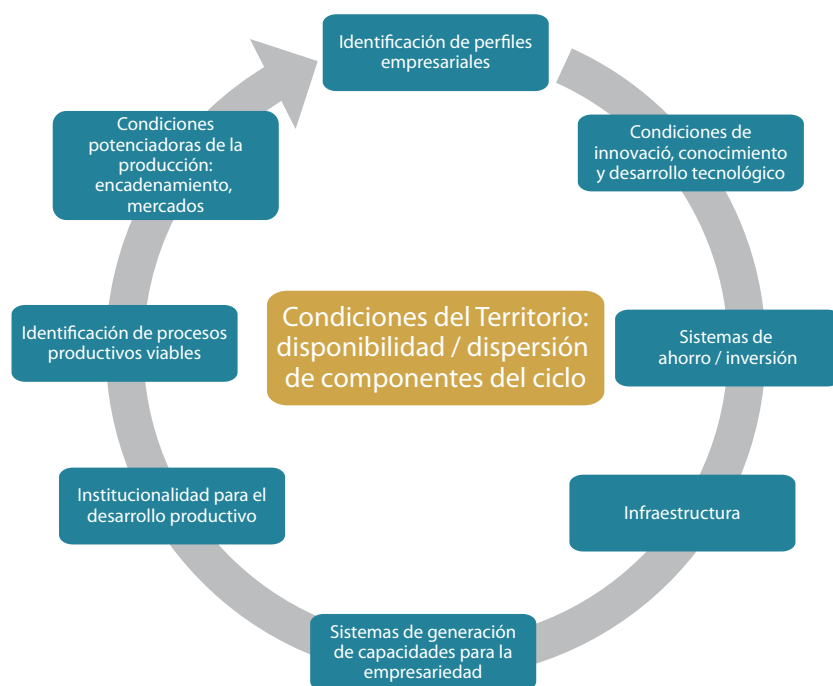 Identificación de perfiles
empresariales
Condiciones de
innovació, conocimiento
y desarrollo tecnológico
Sistemas de
ahorro / inversión
Infraestructura
Sistemas de generación
de capacidades para la
empresariedad
Institucionalidad para el
desarrollo productivo
Identificación de procesos
productivos viables
Condiciones
potenciadoras de la
producción:
encadenamiento,
mercados
Condiciones del Territorio:
disponibilidad / dispersión
de componentes del ciclo